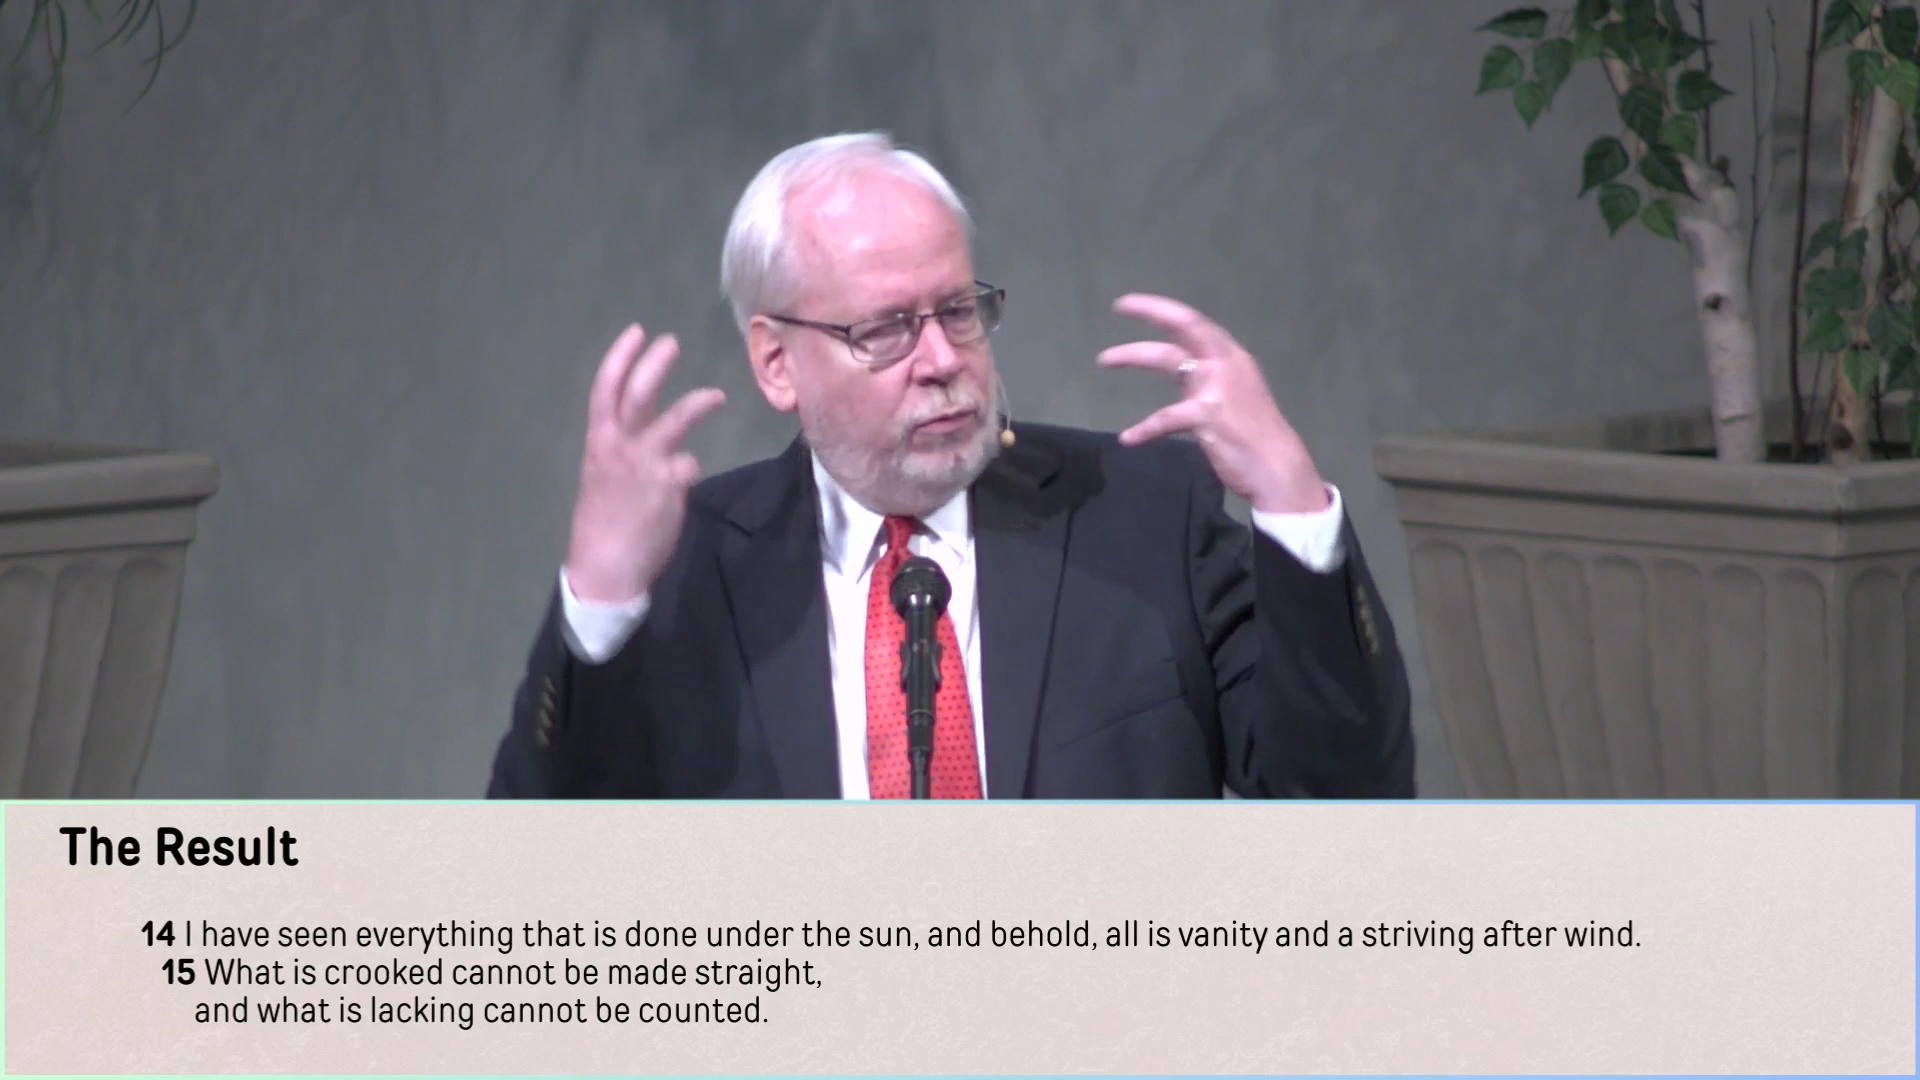 The Result
14 I have seen everything that is done under the sun, and behold, all is vanity and a striving after wind.
15 What is crooked cannot be made straight,
and what is lacking cannot be counted.